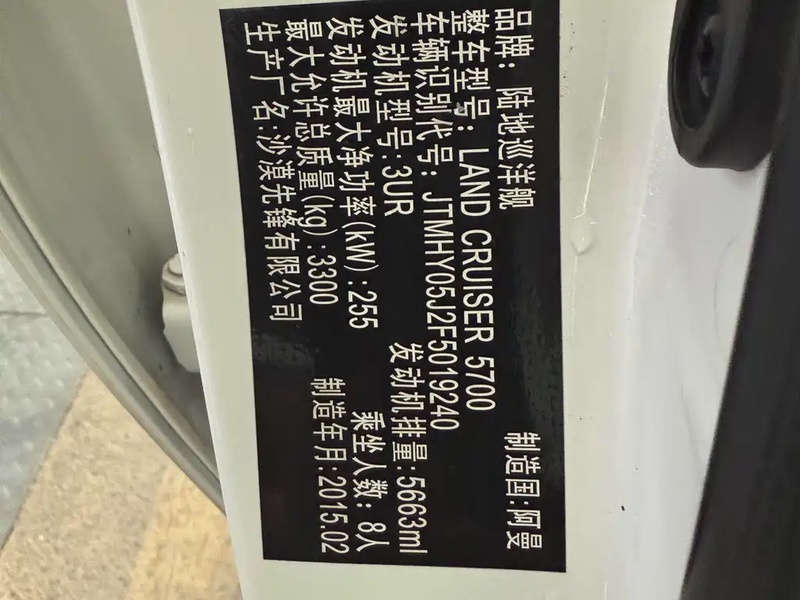 品牌：陆地巡洋舰 制造国:阿曼
整车型号：LAND CRUISER 5700
车辆识别代号：JTMHY05J2F5019240
发动机型号:3UR 发动机排量:5663ml
发动机最大净功率(kW):255 乘坐人数：8人
最大允许总质量(kg):3300 制造年月:2015.02
生产厂名:沙漠先锋有限公司